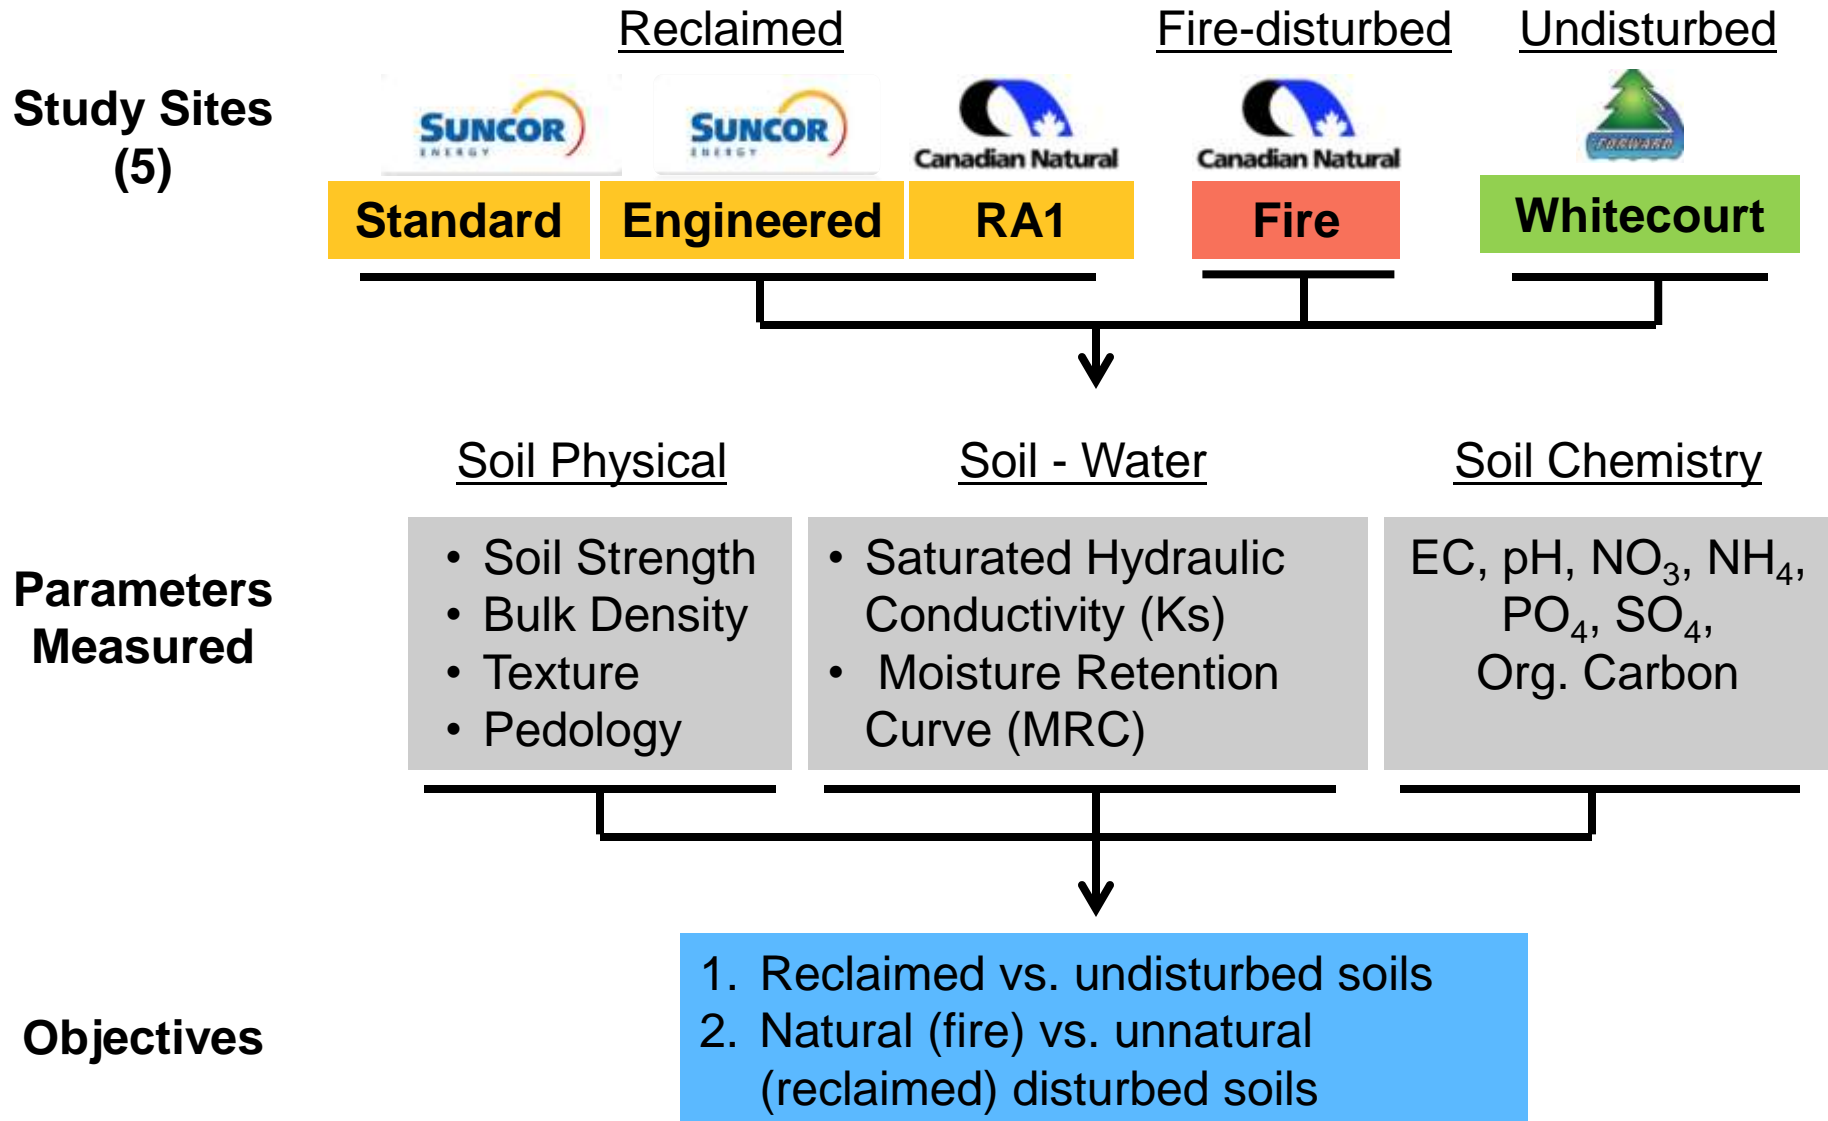 Reclaimed
Fire-disturbed
Undisturbed
Study Sites
(5)
SUNCOR
ENERGY
SUNCOR
ENERGY
Canadian Natural
Canadian Natural
FORWARD
Standard
Engineered
RA1
Fire
Whitecourt
Soil Physical
Soil - Water
Soil Chemistry
Parameters
Measured
• Soil Strength
• Bulk Density
• Texture
• Pedology
• Saturated Hydraulic
Conductivity (Ks)
• Moisture Retention
Curve (MRC)
EC, pH, NO₃, NH₄,
PO₄, SO₄,
Org. Carbon
Objectives
1. Reclaimed vs. undisturbed soils
2. Natural (fire) vs. unnatural
(reclaimed) disturbed soils